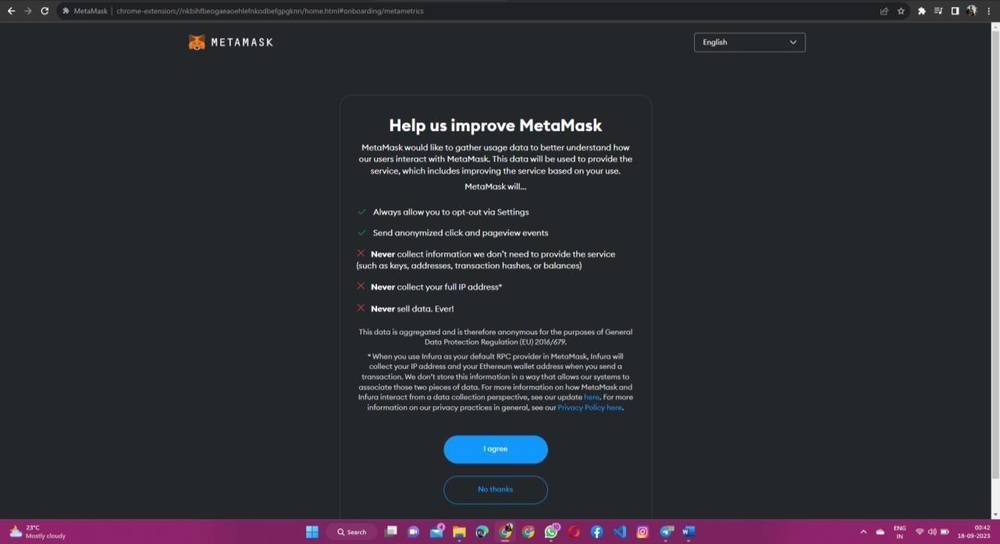 MetaMask | chrome-extension://nkbihfbeogaeaoehlefnkodbefgpgknn/home.html#onboarding/metametrics
METAMASK
English
Help us improve MetaMask
MetaMask would like to gather usage data to better understand how
our users interact with MetaMask. This data will be used to provide the
service, which includes improving the service based on your use.
MetaMask will...
Always allow you to opt-out via Settings
Send anonymized click and pageview events
Never collect information we don't need to provide the service
(such as keys, addresses, transaction hashes, or balances)
Never collect your full IP address*
Never sell data. Ever!
This data is aggregated and is therefore anonymous for the purposes of General
Data Protection Regulation (EU) 2016/679.
* When you use Infura as your default RPC provider in MetaMask, Infura will
collect your IP address and your Ethereum wallet address when you send a
transaction. We don't store this information in a way that allows our systems to
associate those two pieces of data. For more information on how MetaMask and
Infura interact from a data collection perspective, see our update here. For more
information on our privacy practices in general, see our Privacy Policy here.
I agree
No thanks
23°C
Mostly cloudy
Search
ENG
IN
00:42
18-09-2023